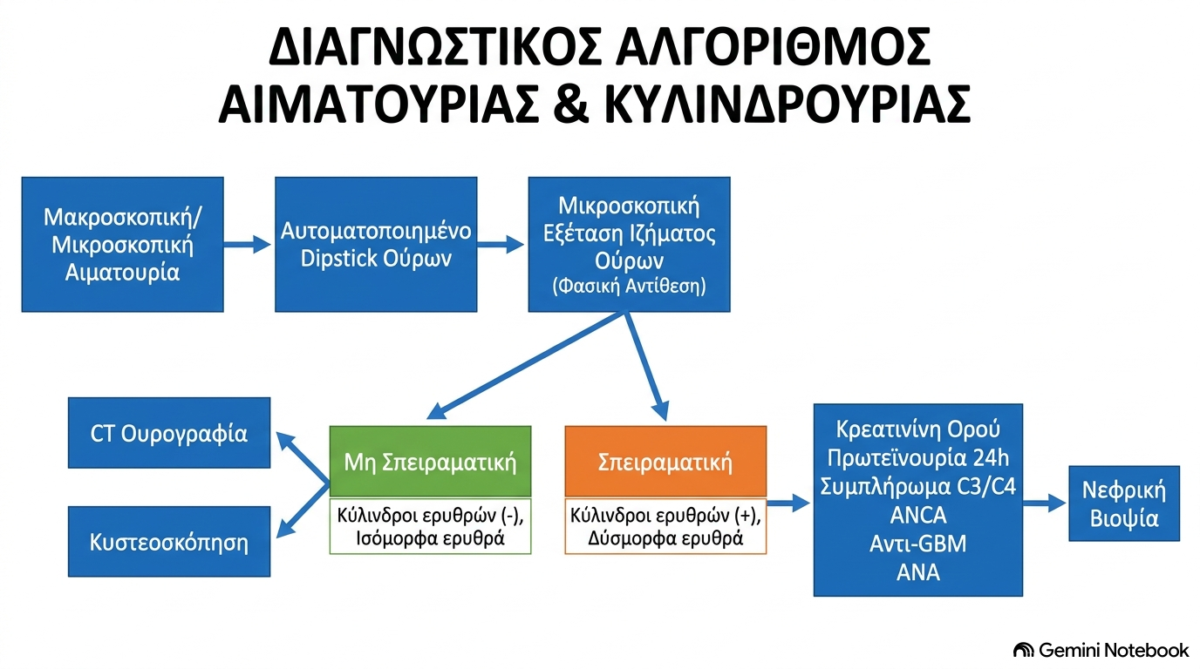 ΔΙΑΓΝΩΣΤΙΚΟΣ ΑΛΓΟΡΙΘΜΟΣ
ΑΙΜΑΤΟΥΡΙΑΣ & ΚΥΛΙΝΔΡΟΥΡΙΑΣ
Μακροσκοπική/
Μικροσκοπική
Αιματουρία
Αυτοματοποιημένο
Dipstick Ούρων
Μικροσκοπική
Εξέταση Ιζήματος
Ούρων
(Φασική Αντίθεση)
CT Ουρογραφία
Κυστεοσκόπηση
Μη Σπειραματική
Κύλινδροι ερυθρών (-),
Ισόμορφα ερυθρά
Σπειραματική
Κύλινδροι ερυθρών (+),
Δύσμορφα ερυθρά
Κρεατινίνη Ορού
Πρωτεϊνουρία 24h
Συμπλήρωμα C3/C4
ANCA
Αντι-GBM
ANA
Νεφρική
Βιοψία
Gemini Notebook